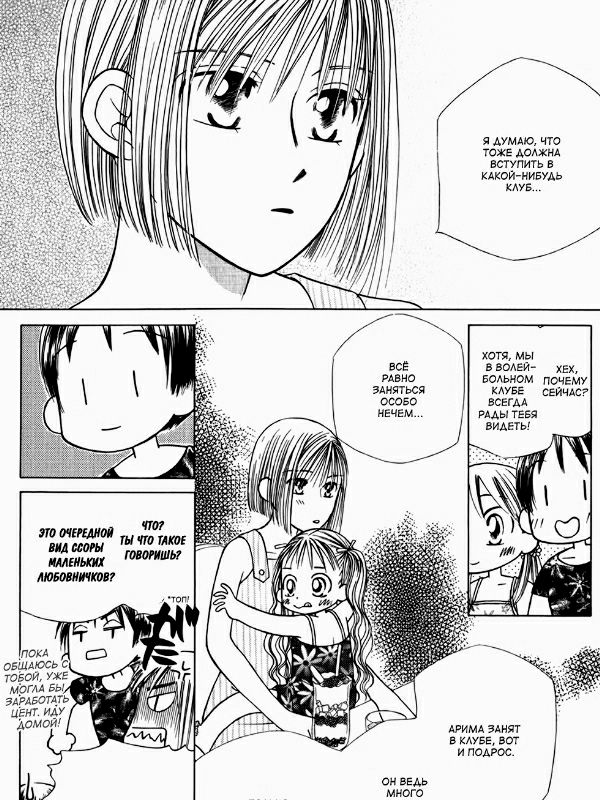 Я ДУМАЮ, ЧТО
ТОЖЕ ДОЛЖНА
ВСТУПИТЬ В
КАКОЙ-НИБУДЬ
КЛУБ...
ХЕХ,
ПОЧЕМУ
СЕЙЧАС?
ХОТЯ, МЫ
В ВОЛЕЙ-
БОЛЬНОМ
КЛУБЕ
ВСЕГДА
РАДЫ ТЕБЯ
ВИДЕТЬ!
ВСЁ
РАВНО
ЗАНЯТЬСЯ
ОСОБО
НЕЧЕМ...
АРИМА ЗАНЯТ
В КЛУБЕ, ВОТ
И ПОДРОС.
ОН ВЕДЬ
МНОГО
ЧТО?
ТЫ ЧТО ТАКОЕ
ГОВОРИШЬ?
ЭТО ОЧЕРЕДНОЙ
ВИД ССОРЫ
МАЛЕНЬКИХ
ЛЮБОВНИЧКОВ?
*ТОП!
ПОКА
ОБЩАЮСЬ С
ТОБОЙ, УЖЕ
МОГЛА БЫ
ЗАРАБОТАТЬ
ЦЕНТ. ИДУ
ДОМОЙ!